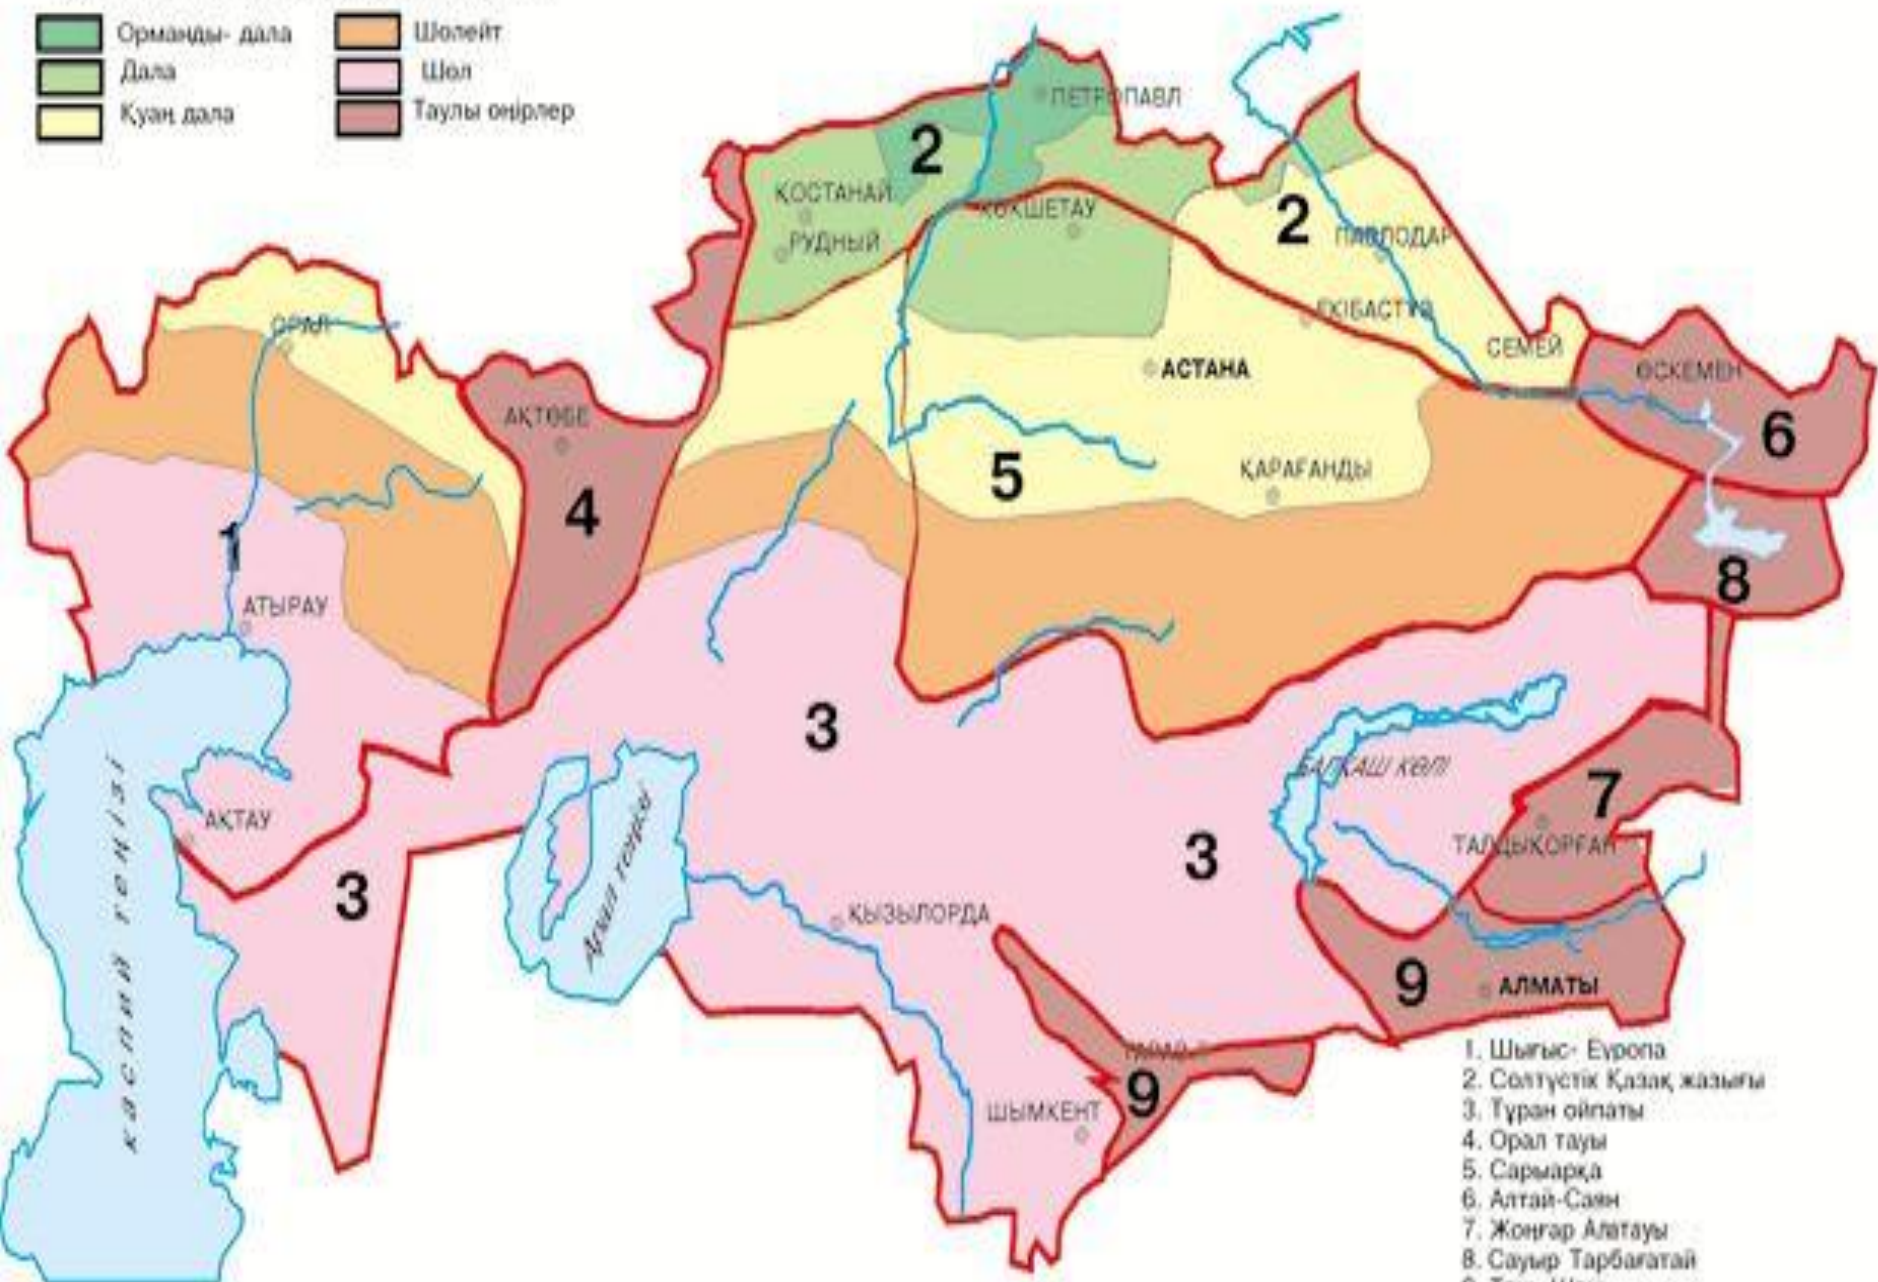 Орманды- дала
Дала
Қуаң дала
Шөлейт
Шөл
Таулы өңірлер
ПЕТРОПАВЛ
2
ҚОСТАНАЙ
РУДНЫЙ
КӨКШЕТАУ
2
ПАВЛОДАР
ЕКІБАСТҰЗ
СЕМЕЙ
ӨСКЕМЕН
ОРАЛ
АСТАНА
АҚТӨБЕ
6
5
ҚАРАҒАНДЫ
4
1
8
АТЫРАУ
3
БАЛҚАШ КӨЛІ
7
АҚТАУ
ТАЛДЫҚОРҒАН
3
3
КАСПИЙ теңізі
Арал теңізі
ҚЫЗЫЛОРДА
9
АЛМАТЫ
ТАРАЗ
9
ШЫМКЕНТ
1. Шығыс- Еуропа
2. Солтүстік Қазақ жазығы
3. Тұран ойпаты
4. Орал тауы
5. Сарыарқа
6. Алтай-Саян
7. Жоңғар Алатауы
8. Сауыр Тарбағатай